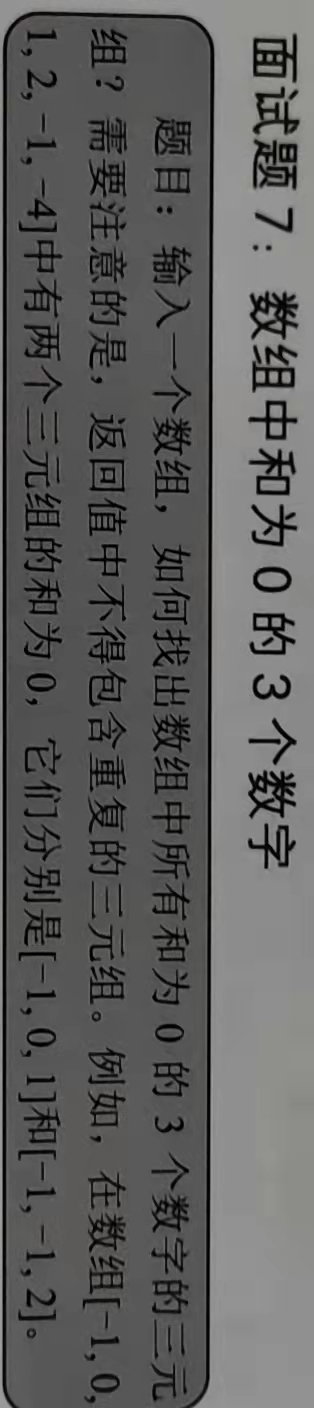 面试题 7：数组中和为 0 的 3 个数字
题目：输入一个数组，如何找出数组中所有和为 0 的 3 个数字的三元
组？需要注意的是，返回值中不得包含重复的三元组。例如，在数组[-1, 0,
1, 2, -1, -4]中有两个三元组的和为 0，它们分别是[-1, 0, 1]和[-1, -1, 2]。